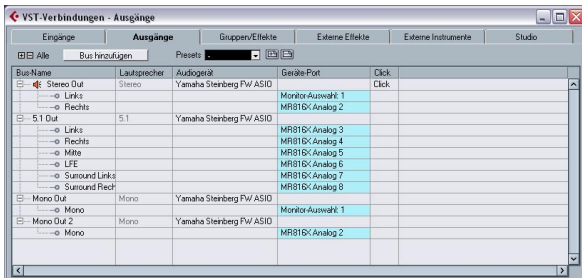 VST-Verbindungen - Ausgänge
Eingänge Ausgänge Gruppen/Effekte Externe Effekte Externe Instrumente Studio
Alle Bus hinzufügen Presets -
Bus-Name Lautsprecher Audiogerät Geräte-Port Click
Stereo Out Stereo Yamaha Steinberg FW ASIO Click
Links Monitor-Auswahl: 1
Rechts MR816X Analog 2
5.1 Out 5.1 Yamaha Steinberg FW ASIO
Links MR816X Analog 3
Rechts MR816X Analog 4
Mitte MR816X Analog 5
LFE MR816X Analog 6
Surround Links MR816X Analog 7
Surround Rech MR816X Analog 8
Mono Out Mono Yamaha Steinberg FW ASIO
Mono Monitor-Auswahl: 1
Mono Out 2 Mono Yamaha Steinberg FW ASIO
Mono MR816X Analog 2